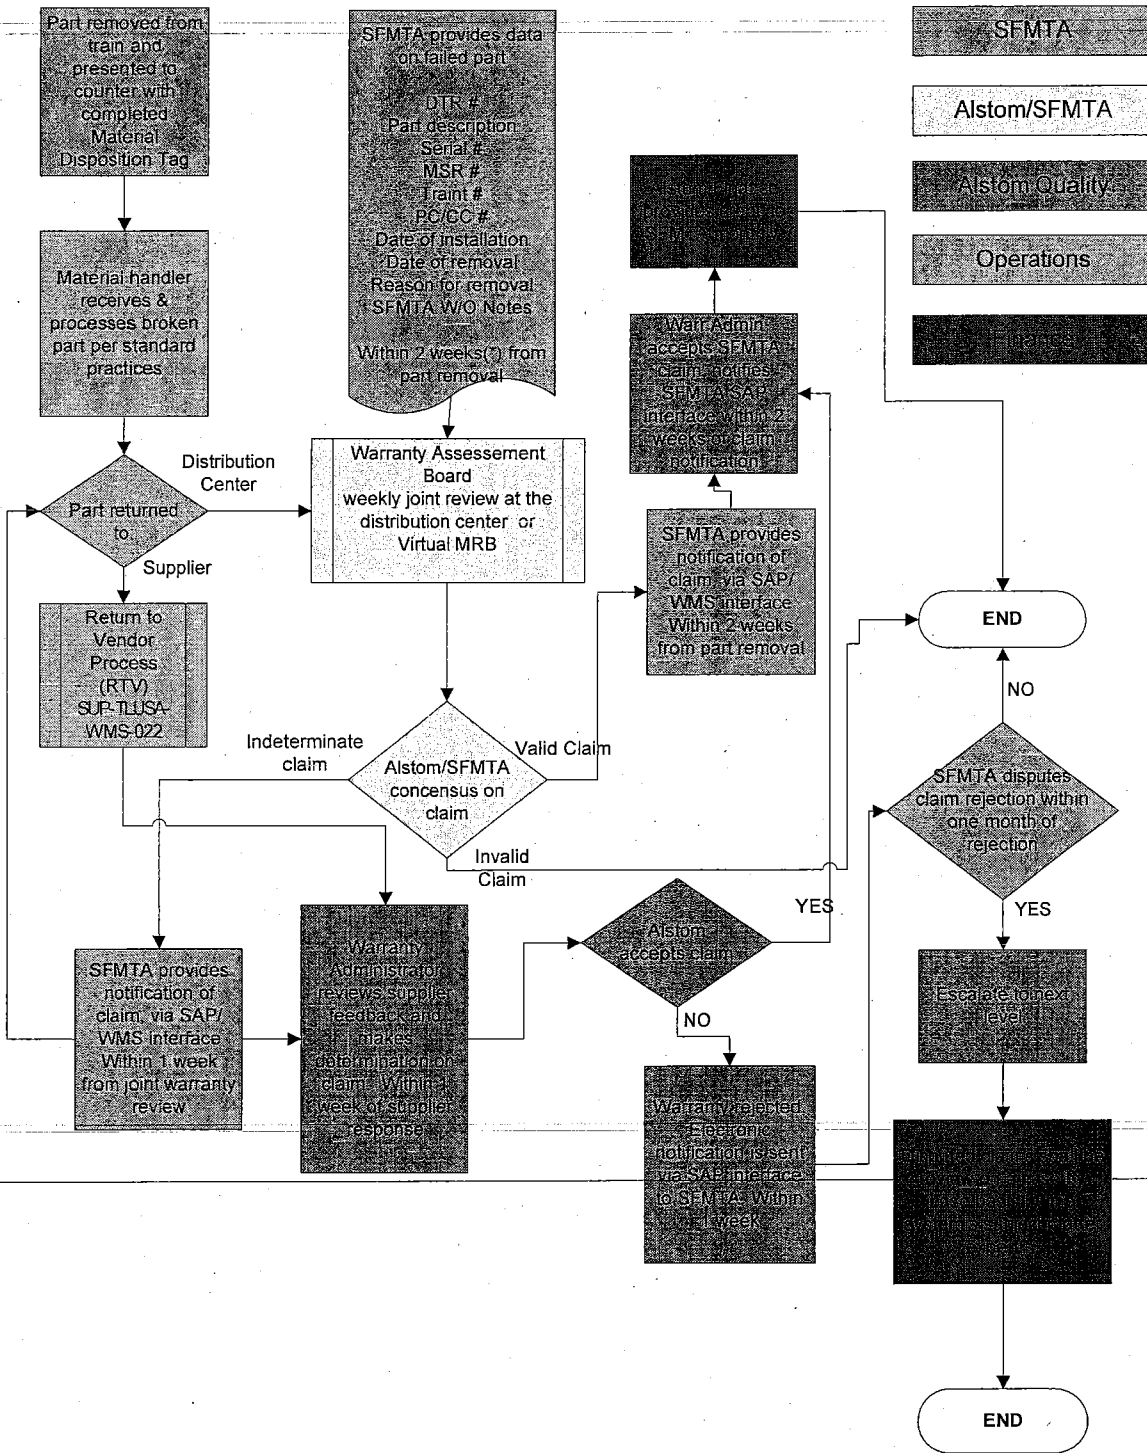 Part removed from
train and
presented to
counter with
completed
Material
Disposition Tag
SFMTA provides data
on failed part
DTR #
Part description
Serial #
MSR #
Traint #
PC/CC #
Date of installation
Date of removal
Reason for removal
SFMTA W/O Notes
Within 2 weeks(*) from
part removal
SFMTA
Alstom/SFMTA
Alstom Quality
Operations
Finance
Material handler
receives &
processes broken
part per standard
practices
Warr Admin
accepts SFMTA
claim, notifies
SFMTA SAP
interface within 2
weeks of claim
notification
Part returned
to:
Distribution
Center
Supplier
Warranty Assessement
Board
weekly joint review at the
distribution center or
Virtual MRB
SFMTA provides
notification of
claim via SAP/
WMS interface
Within 2 weeks
from part removal
END
Return to
Vendor
Process
(RTV)
SUP-TLUSA-
WMS-022
Indeterminate
claim
Alstom/SFMTA
concensus on
claim
Valid Claim
Invalid
Claim
NO
SFMTA disputes
claim rejection within
one month of
rejection
YES
SFMTA provides
notification of
claim via SAP/
WMS interface
Within 1 week
from joint warranty
review
Warranty
Administrator
reviews supplier
feedback and
makes
determination on
claim. Within 1
week of supplier
response
Alstom
accepts claim
YES
NO
Escalate to next
level
Warranty rejected
Electronic
notification is sent
via SAP interface
to SFMTA. Within
1 week
END